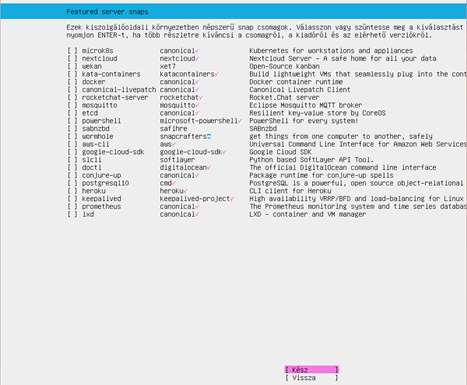 Featured server snaps
Ezek kiszolgálóoldali környezetben népszerű snap csomagok. Válasszon vagy szüntesse meg a kiválasztást
nyomjon ENTER-t, ha több részletre kíváncsi a csomagról, a kiadóról és az elérhető verziókról.
[ ] microk8s canonical✓ Kubernetes for workstations and appliances
[ ] nextcloud nextcloud✓ Nextcloud Server - A safe home for all your data
[ ] wekan xet7 Open-Source kanban
[ ] kata-containers katacontainers✓ Build lightweight VMs that seamlessly plug into the cont
[ ] docker canonical✓ Docker container runtime
[ ] canonical-livepatch canonical✓ Canonical Livepatch Client
[ ] rocketchat-server rocketchat✓ Rocket.Chat server
[ ] mosquitto mosquitto✓ Eclipse Mosquitto MQTT broker
[ ] etcd canonical✓ Resilient key-value store by CoreOS
[ ] powershell microsoft-powershell✓ PowerShell for every system!
[ ] sabnzbd safihre SABnzbd
[ ] wormhole snapcrafters get things from one computer to another, safely
[ ] aws-cli aws✓ Universal Command Line Interface for Amazon Web Services
[ ] google-cloud-sdk google-cloud-sdk✓ Google Cloud SDK
[ ] slcli softlayer Python based SoftLayer API Tool.
[ ] doctl digitalocean✓ The official DigitalOcean command line interface
[ ] conjure-up canonical✓ Package runtime for conjure-up spells
[ ] postgresql10 cmd✓ PostgreSQL is a powerful, open source object-relational
[ ] heroku heroku✓ CLI client for Heroku
[ ] keepalived keepalived-project✓ High availability VRRP/BFD and load-balancing for Linux
[ ] prometheus canonical✓ The Prometheus monitoring system and time series databas
[ ] lxd canonical✓ LXD - container and VM manager
[ Kész ]
[ Vissza ]